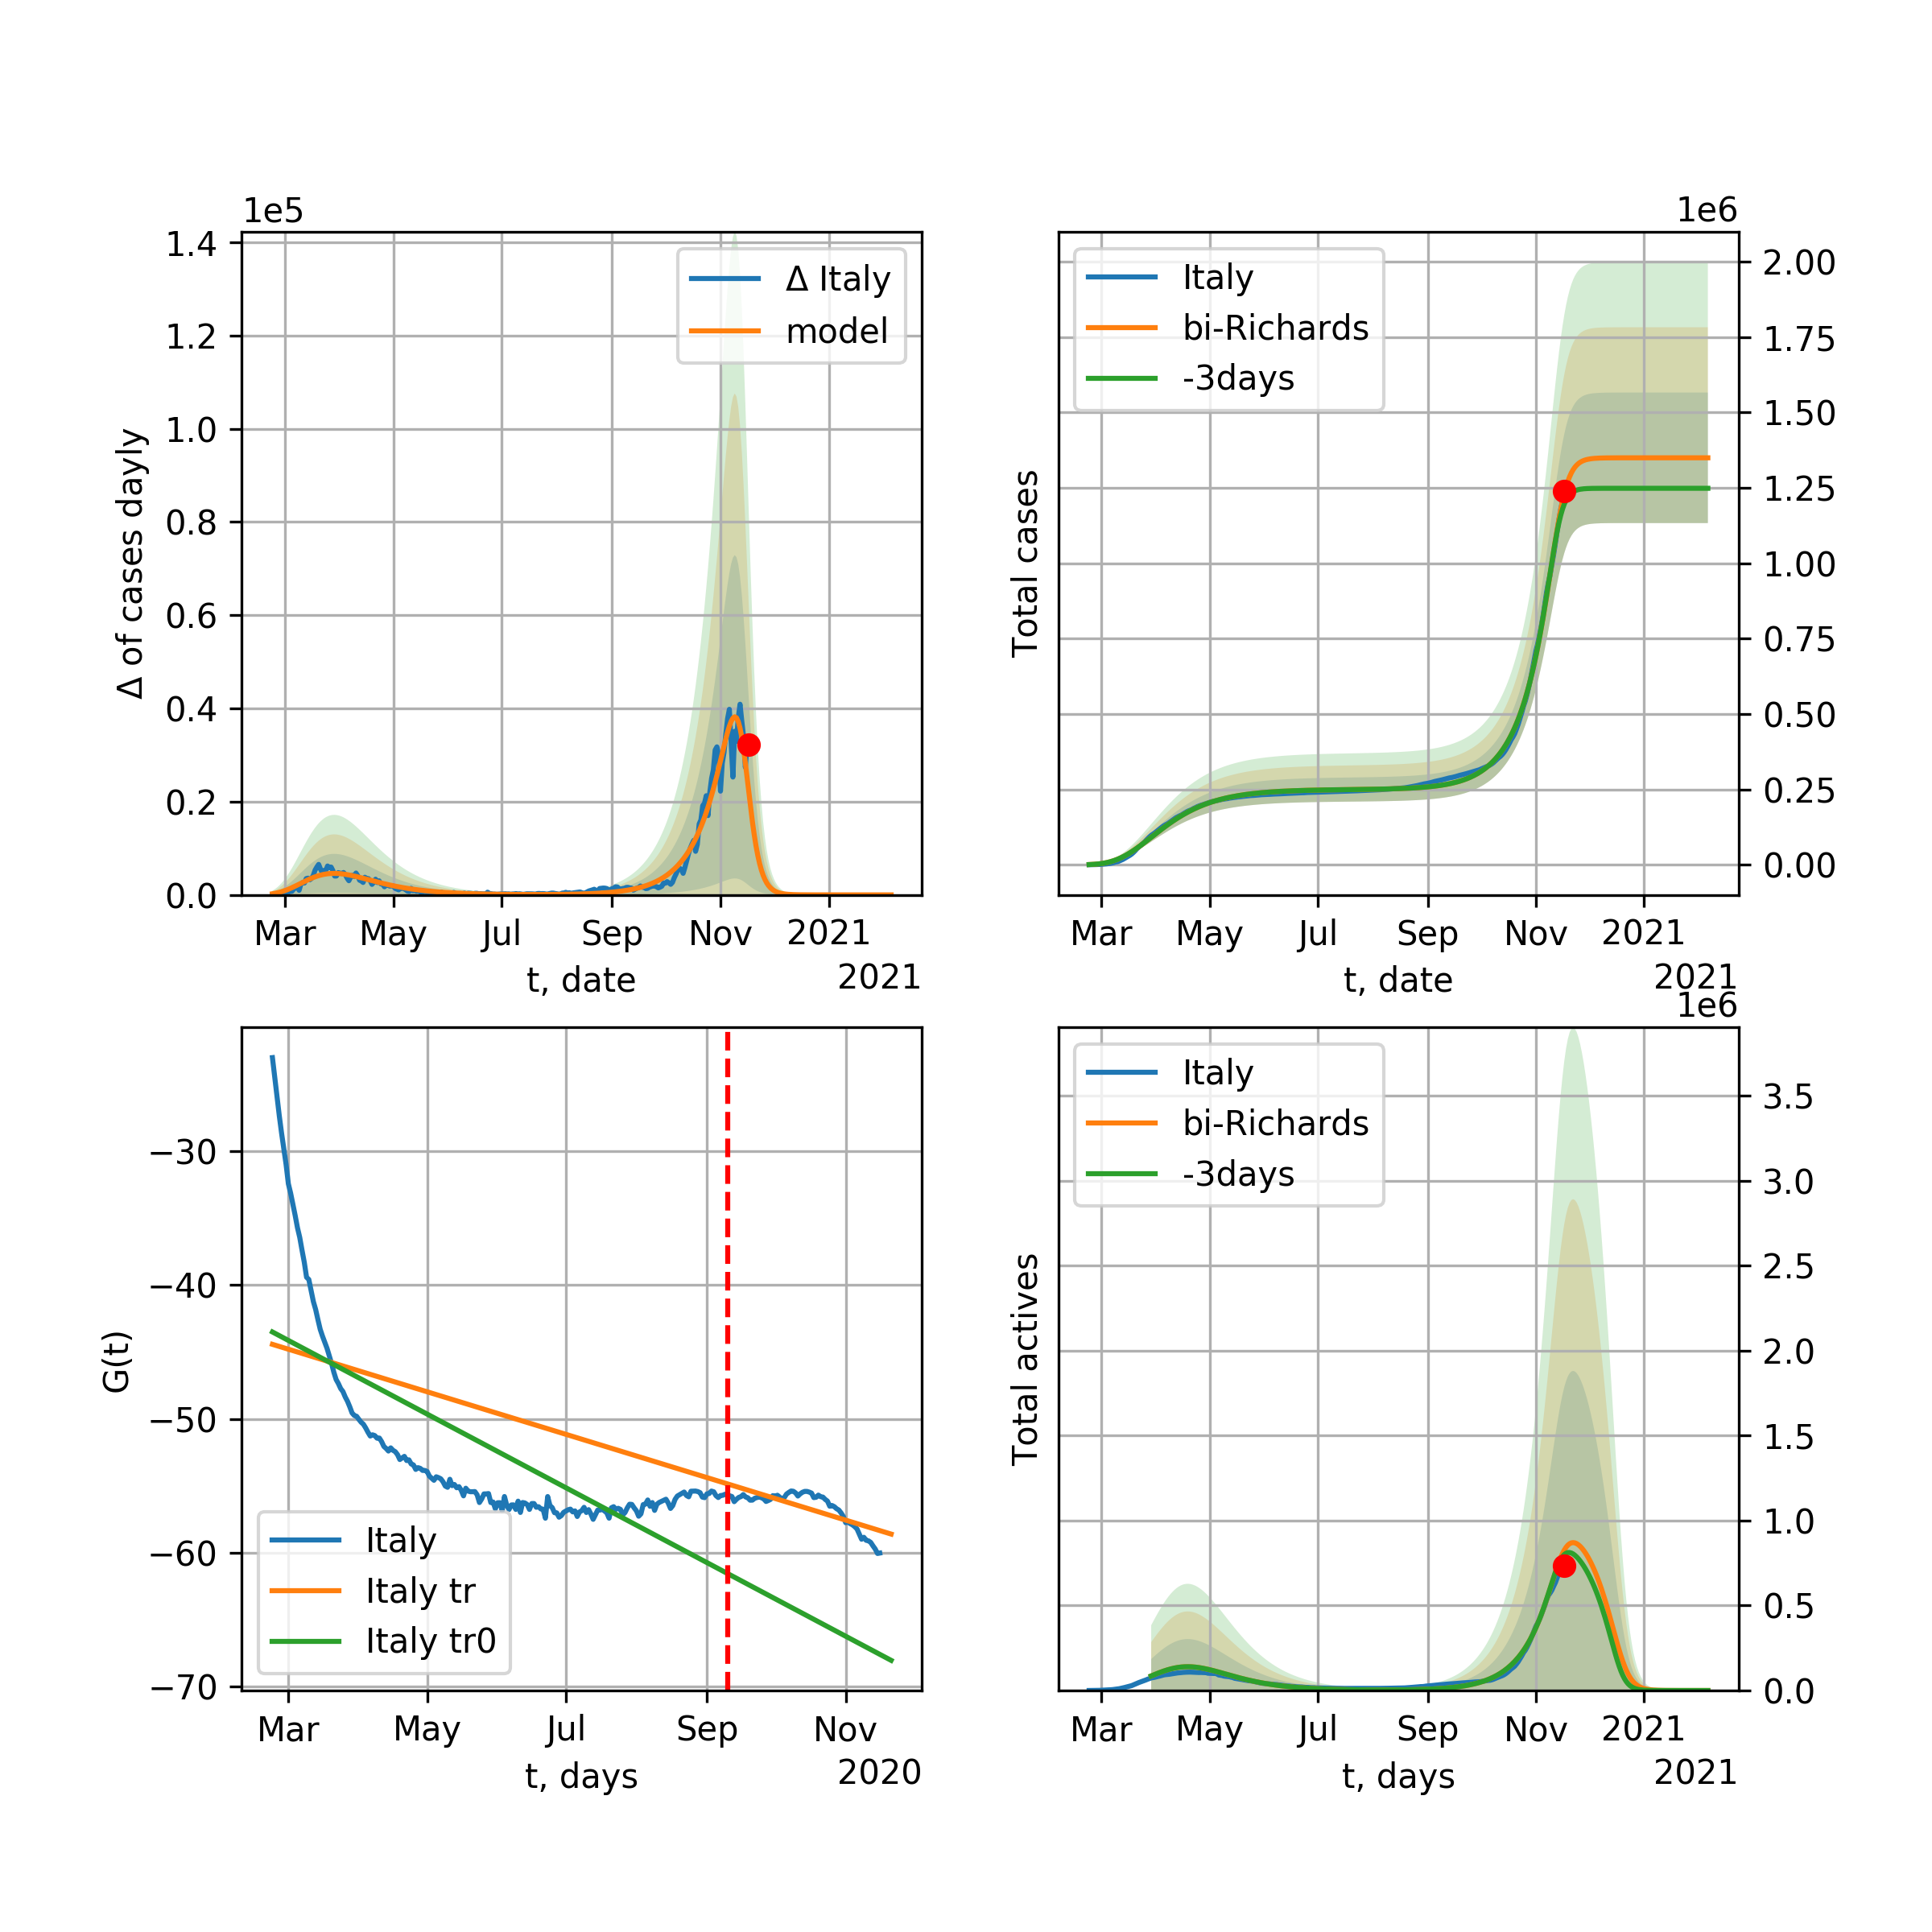 1e5
1.4
1.2
1.0
0.8
0.6
0.4
0.2
0.0
Δ of cases dayly
Δ Italy
model
Mar May Jul Sep Nov 2021
t, date
2021
1e6
Italy
bi-Richards
-3days
Total cases
2.00
1.75
1.50
1.25
1.00
0.75
0.50
0.25
0.00
Mar May Jul Sep Nov 2021
t, date
2021
−30
−40
−50
−60
−70
G(t)
Italy
Italy tr
Italy tr0
Mar May Jul Sep Nov
t, days
2020
1e6
Italy
bi-Richards
-3days
Total actives
3.5
3.0
2.5
2.0
1.5
1.0
0.5
0.0
Mar May Jul Sep Nov 2021
t, days
2021